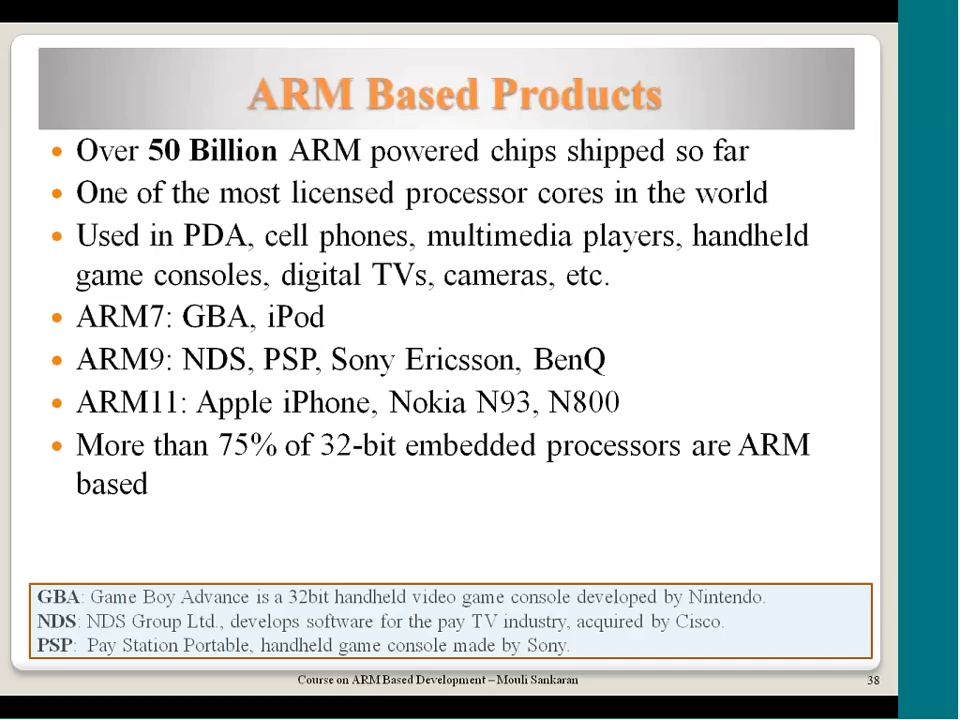 ARM Based Products
• Over 50 Billion ARM powered chips shipped so far
• One of the most licensed processor cores in the world
• Used in PDA, cell phones, multimedia players, handheld
game consoles, digital TVs, cameras, etc.
• ARM7: GBA, iPod
• ARM9: NDS, PSP, Sony Ericsson, BenQ
• ARM11: Apple iPhone, Nokia N93, N800
• More than 75% of 32-bit embedded processors are ARM
based
GBA: Game Boy Advance is a 32bit handheld video game console developed by Nintendo.
NDS: NDS Group Ltd., develops software for the pay TV industry, acquired by Cisco.
PSP: Pay Station Portable, handheld game console made by Sony.
Course on ARM Based Development – Mouli Sankaran
38